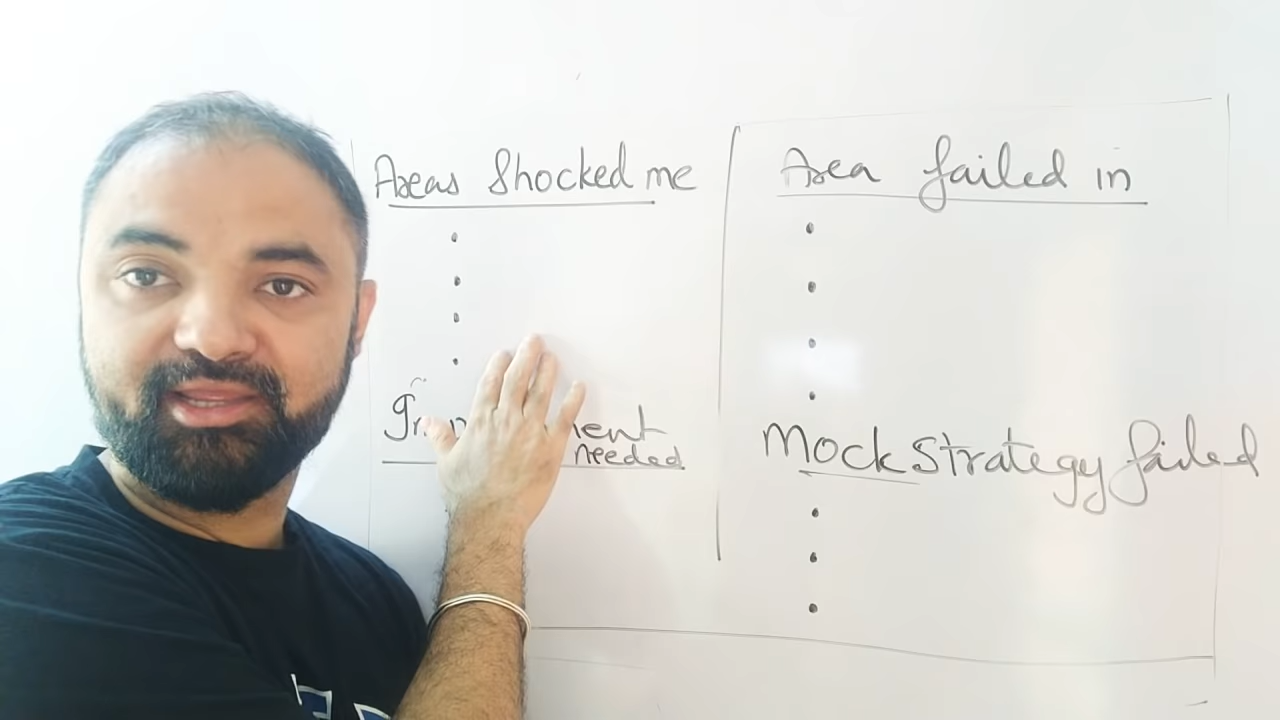 Areas Shocked me
needed
Area failed in
Mock Strategy failed